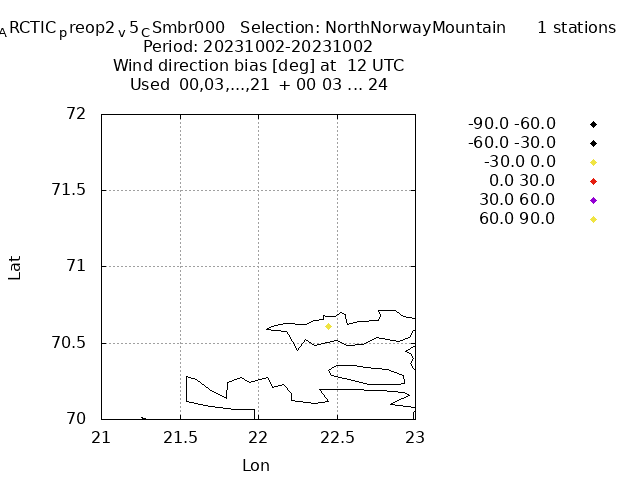 ARCTIC preop2 v5CSmbr000 Selection: NorthNorwayMountain 1 stations
Period: 20231002-20231002
Wind direction bias [deg] at 12 UTC
Used 00,03,...,21 + 00 03 ... 24
72
71.5
71
70.5
70
21
21.5
22
22.5
23
Lat
Lon
-90.0 -60.0
-60.0 -30.0
-30.0 0.0
0.0 30.0
30.0 60.0
60.0 90.0